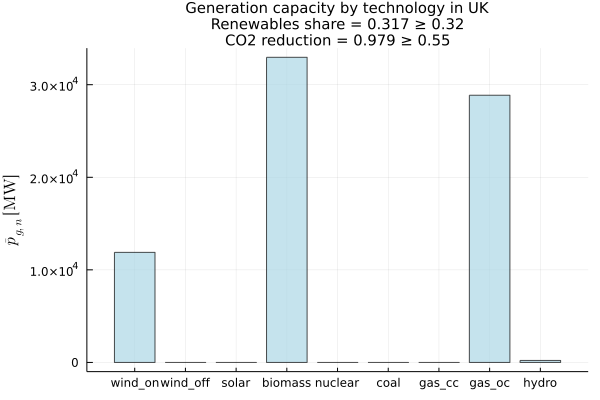 Generation capacity by technology in UK
Renewables share = 0.317 ≥ 0.32
CO2 reduction = 0.979 ≥ 0.55
3.0×10⁴
2.0×10⁴
1.0×10⁴
0
p̄_{g,n} [MW]
wind_on wind_off solar biomass nuclear coal gas_cc gas_oc hydro